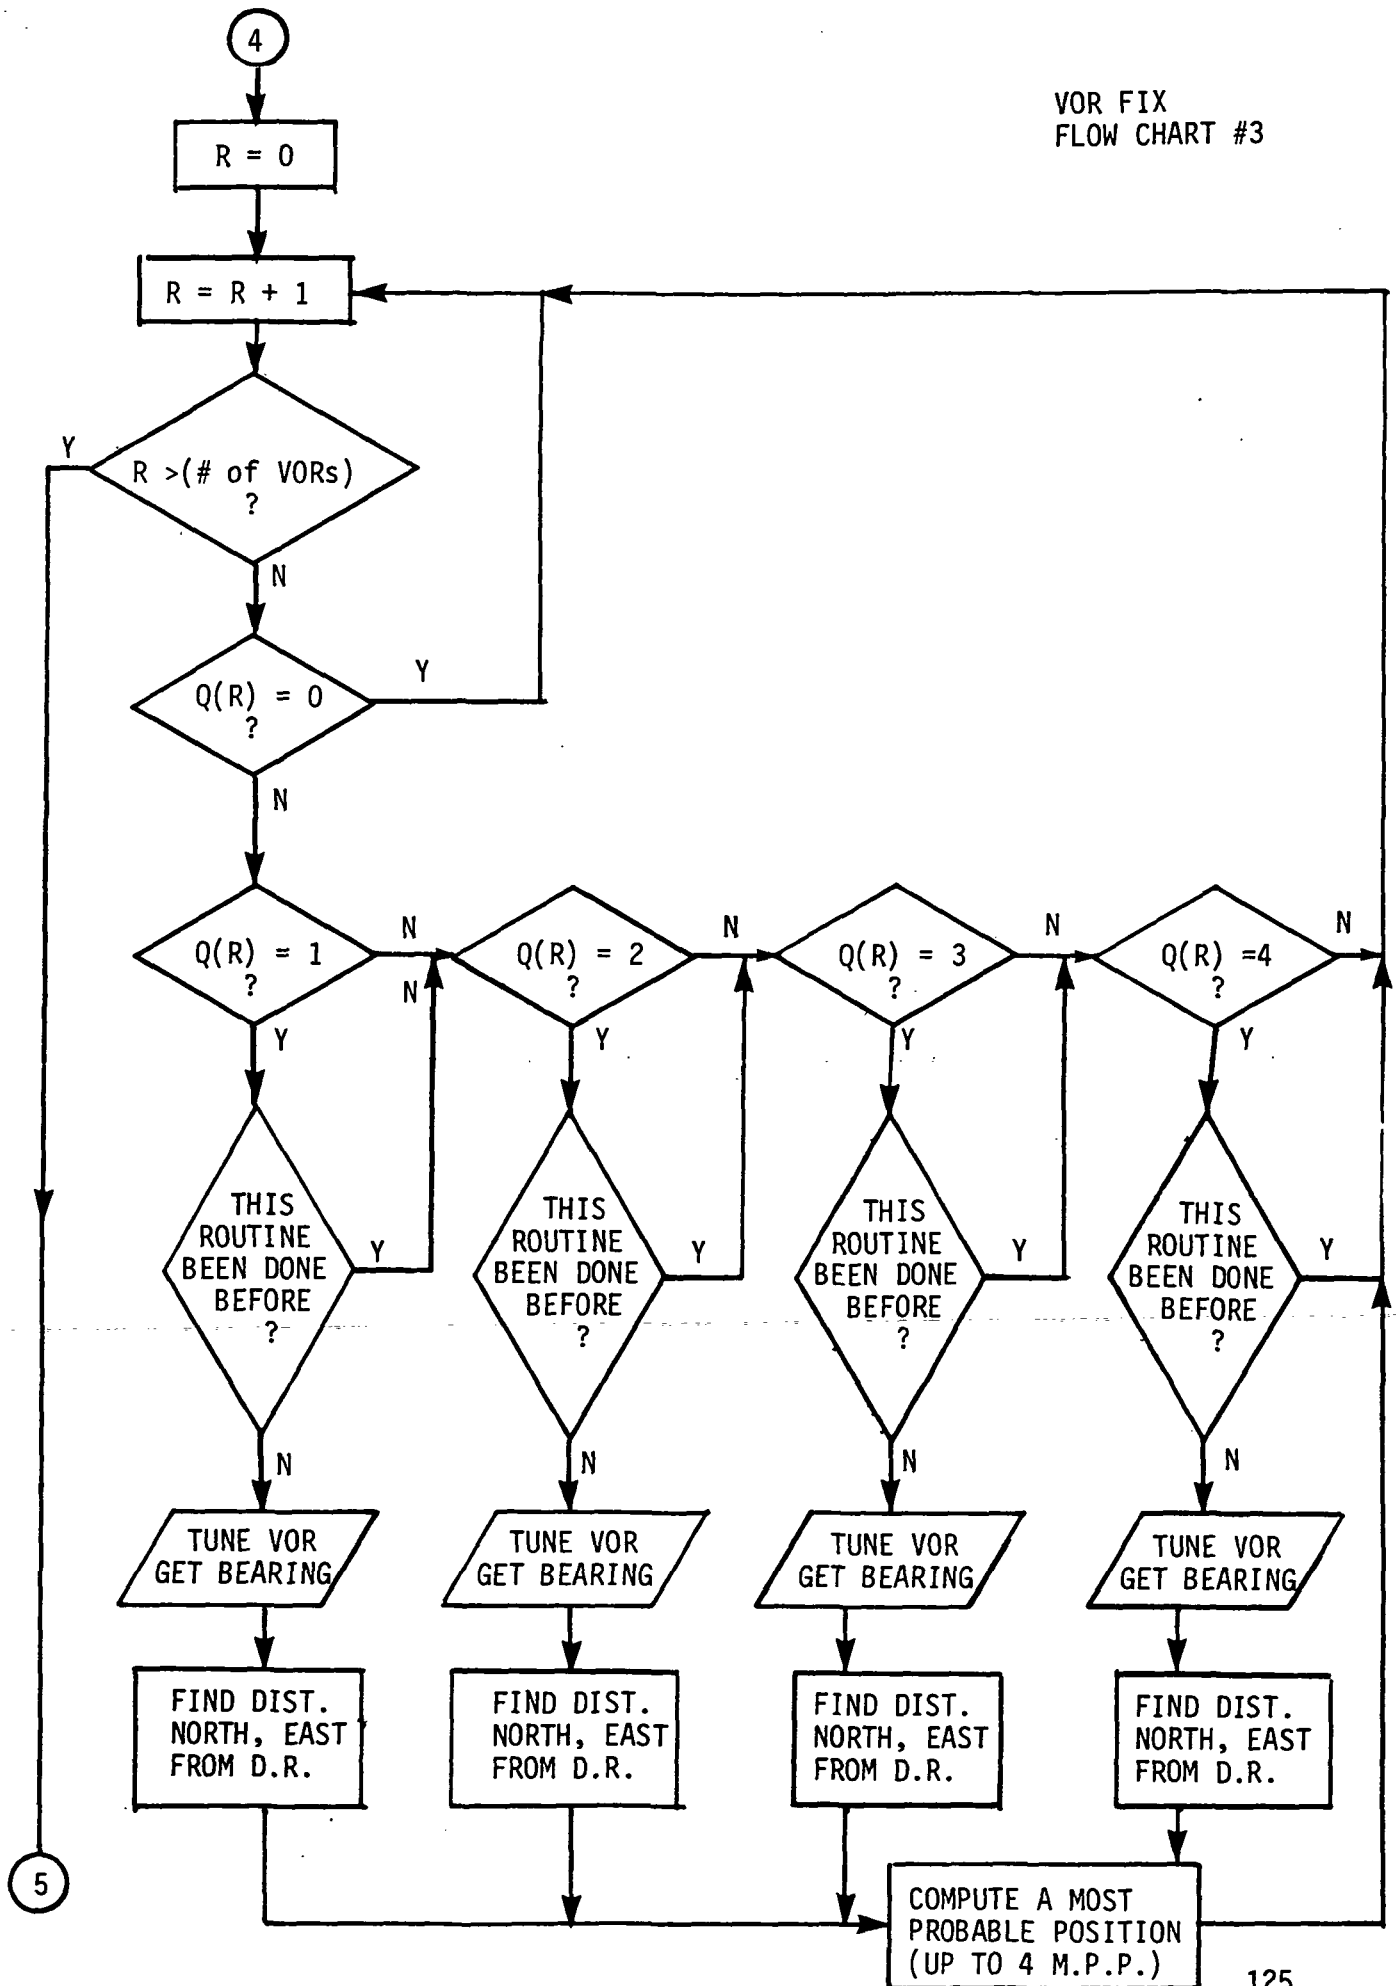 4
VOR FIX
FLOW CHART #3
R = 0
R = R + 1
Y
R >(# of VORs)
?
N
Q(R) = 0
?
Y
N
Q(R) = 1
?
N
N
Q(R) = 2
?
N
Q(R) = 3
?
N
Q(R) =4
?
N
Y
Y
Y
Y
THIS
ROUTINE
BEEN DONE
BEFORE
?
Y
THIS
ROUTINE
BEEN DONE
BEFORE
?
Y
THIS
ROUTINE
BEEN DONE
BEFORE
?
Y
THIS
ROUTINE
BEEN DONE
BEFORE
?
Y
N
N
N
N
TUNE VOR
GET BEARING
TUNE VOR
GET BEARING
TUNE VOR
GET BEARING
TUNE VOR
GET BEARING
FIND DIST.
NORTH, EAST
FROM D.R.
FIND DIST.
NORTH, EAST
FROM D.R.
FIND DIST.
NORTH, EAST
FROM D.R.
FIND DIST.
NORTH, EAST
FROM D.R.
5
COMPUTE A MOST
PROBABLE POSITION
(UP TO 4 M.P.P.)
125